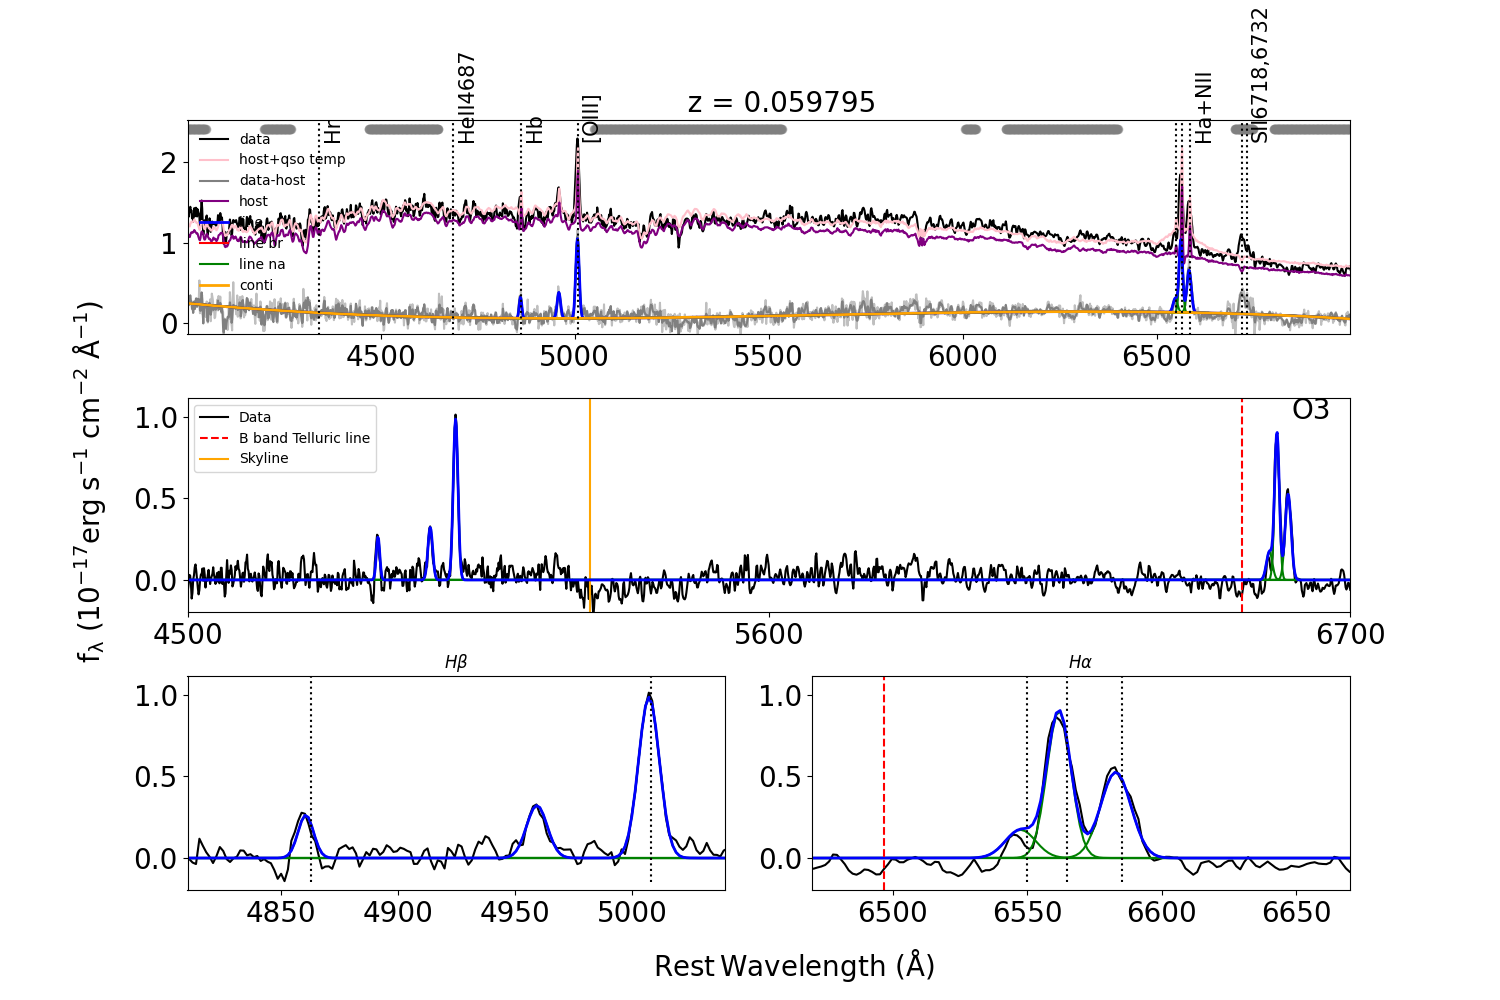 z = 0.059795
Hr
HeII4687
Hb
[OIII]
Ha+NII
SII6718,6732
data
host+qso temp
data-host
host
line br
line na
conti
2
1
0
4500
5000
5500
6000
6500
fλ (10−17erg s−1 cm−2 Å−1)
Data
B band Telluric line
Skyline
O3
1.0
0.5
0.0
4500
5600
6700
Hβ
1.0
0.5
0.0
4850
4900
4950
5000
Hα
1.0
0.5
0.0
6500
6550
6600
6650
Rest Wavelength (Å)